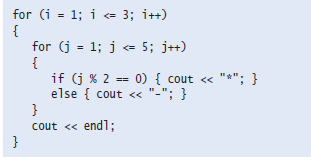 for (i = 1; i <= 3; i++)
{
for (j = 1; j <= 5; j++)
{
if (j % 2 == 0) { cout << "*"; }
else { cout << "-"; }
}
cout << endl;
}